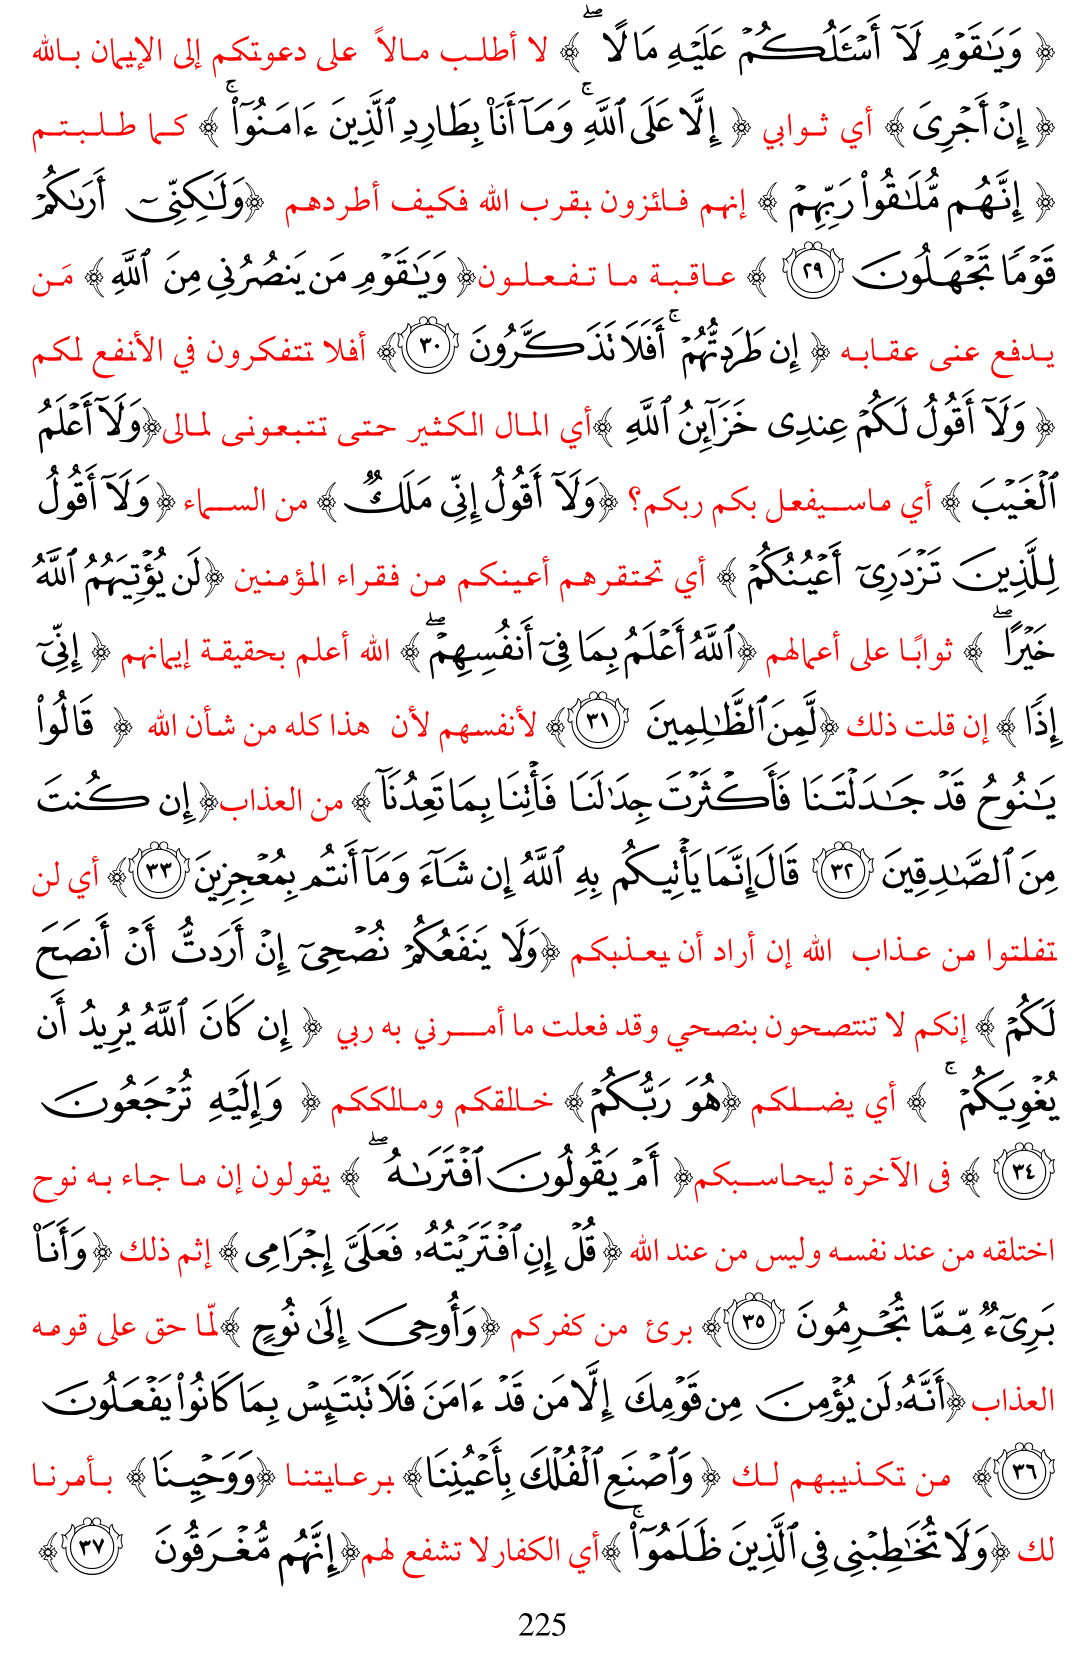 ﴿ وَيَـٰقَوْمِ لَآ أَسْـَٔلُكُمْ عَلَيْهِ مَالًا ۖ ﴾ لا أطلب مالاً على دعوتكم إلى الإيمان بالله
﴿ إِنْ أَجْرِىَ ﴾ أي ثوابي ﴿ إِلَّا عَلَى ٱللَّهِ ۚ وَمَآ أَنَا۠ بِطَارِدِ ٱلَّذِينَ ءَامَنُوٓا۟ ۚ ﴾ كما طلبتم
﴿ إِنَّهُم مُّلَـٰقُوا۟ رَبِّهِمْ ﴾ إنهم فائزون بقرب الله فكيف أطردهم ﴿وَلَـٰكِنِّىٓ أَرَىٰكُمْ
قَوْمًا تَجْهَلُونَ ٢٩ ﴾ عاقبة ما تفعلون﴿ وَيَـٰقَوْمِ مَن يَنصُرُنِى مِنَ ٱللَّهِ﴾ مَن
يدفع عنى عقابه ﴿ إِن طَرَدتُّهُمْ ۚ أَفَلَا تَذَكَّرُونَ ٣٠﴾ أفلا تتفكرون في الأنفع لكم
﴿ وَلَآ أَقُولُ لَكُمْ عِندِى خَزَآئِنُ ٱللَّهِ ﴾أي المال الكثير حتى تتبعونى لمالى﴿وَلَآ أَعْلَمُ
ٱلْغَيْبَ ﴾ أي ماسيفعل بكم ربكم؟ ﴿وَلَآ أَقُولُ إِنِّى مَلَكٌ ﴾ من السماء ﴿وَلَآ أَقُولُ
لِلَّذِينَ تَزْدَرِىٓ أَعْيُنُكُمْ ﴾ أي تحتقرهم أعينكم من فقراء المؤمنين ﴿لَن يُؤْتِيَهُمُ ٱللَّهُ
خَيْرًا ۖ ﴾ ثوابًا على أعمالهم ﴿ٱللَّهُ أَعْلَمُ بِمَا فِىٓ أَنفُسِهِمْ ۖ﴾ الله أعلم بحقيقة إيمانهم ﴿ إِنِّىٓ
إِذًا ﴾ إن قلت ذلك ﴿لَّمِنَ ٱلظَّـٰلِمِينَ ٣١﴾ لأنفسهم لأن هذا كله من شأن الله ﴿ قَالُوا۟
يَـٰنُوحُ قَدْ جَـٰدَلْتَنَا فَأَكْثَرْتَ جِدَٰلَنَا فَأْتِنَا بِمَا تَعِدُنَآ ﴾ من العذاب﴿ إِن كُنتَ
مِنَ ٱلصَّـٰدِقِينَ ٣٢ قَالَ إِنَّمَا يَأْتِيكُم بِهِ ٱللَّهُ إِن شَآءَ وَمَآ أَنتُم بِمُعْجِزِينَ ٣٣﴾ أي لن
تفلتوا من عذاب الله إن أراد أن يعذبكم ﴿وَلَا يَنفَعُكُمْ نُصْحِىٓ إِنْ أَرَدتُّ أَنْ أَنصَحَ
لَكُمْ ﴾ إنكم لا تنتصحون بنصحي وقد فعلت ما أمرني به ربي ﴿ إِن كَانَ ٱللَّهُ يُرِيدُ أَن
يُغْوِيَكُمْ ۚ ﴾ أي يضلكم ﴿هُوَ رَبُّكُمْ﴾ خالقكم ومالككم ﴿ وَإِلَيْهِ تُرْجَعُونَ
٣٤ ﴾ فى الآخرة ليحاسبكم﴿ أَمْ يَقُولُونَ ٱفْتَرَىٰهُ ۖ ﴾ يقولون إن ما جاء به نوح
اختلقه من عند نفسه وليس من عند الله ﴿قُلْ إِنِ ٱفْتَرَيْتُهُۥ فَعَلَىَّ إِجْرَامِى﴾ إثم ذلك ﴿وَأَنَا۠
بَرِىٓءٌ مِّمَّا تُجْرِمُونَ ٣٥﴾ برئ من كفركم ﴿وَأُوحِىَ إِلَىٰ نُوحٍ ﴾لمّا حق على قومه
العذاب ﴿أَنَّهُۥ لَن يُؤْمِنَ مِن قَوْمِكَ إِلَّا مَن قَدْ ءَامَنَ فَلَا تَبْتَئِسْ بِمَا كَانُوا۟ يَفْعَلُونَ
٣٦﴾ من تكذيبهم لك ﴿ وَٱصْنَعِ ٱلْفُلْكَ بِأَعْيُنِنَا﴾ برعايتنا ﴿وَوَحْيِنَا﴾ بأمرنا
لك ﴿وَلَا تُخَـٰطِبْنِى فِى ٱلَّذِينَ ظَلَمُوٓا۟ ۚ ﴾أي الكفارلا تشفع لهم﴿إِنَّهُم مُّغْرَقُونَ ٣٧﴾
225